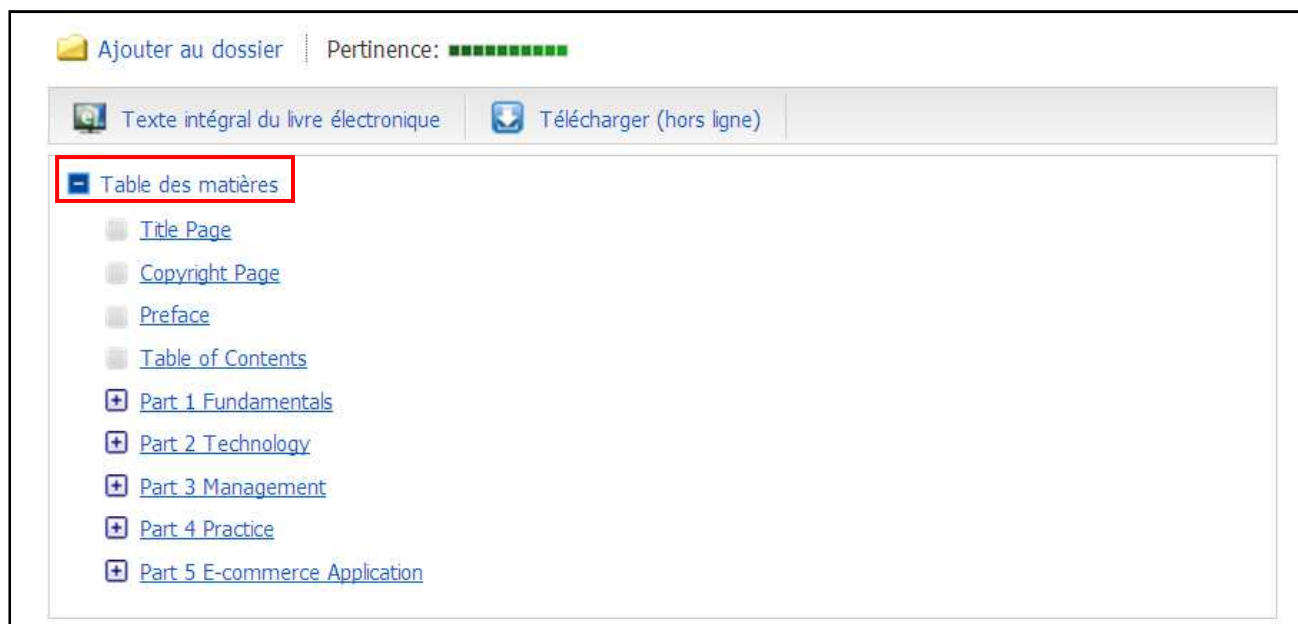 Ajouter au dossier Pertinence:
Texte intégral du livre électronique Télécharger (hors ligne)
Table des matières
Title Page
Copyright Page
Preface
Table of Contents
Part 1 Fundamentals
Part 2 Technology
Part 3 Management
Part 4 Practice
Part 5 E-commerce Application